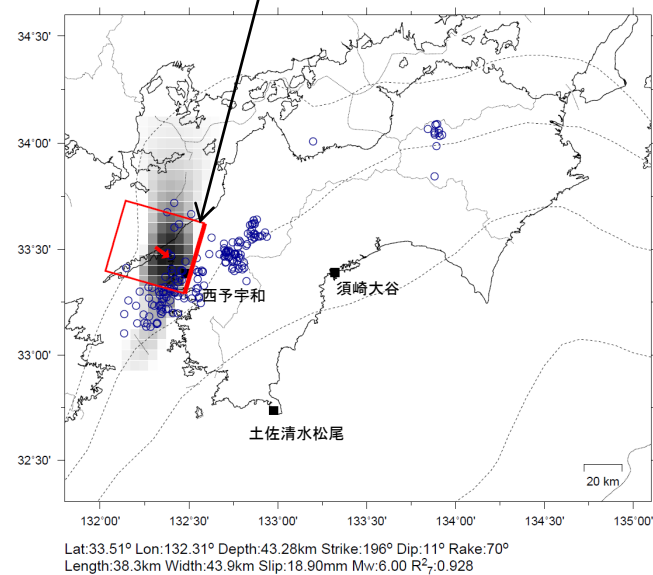 34°30'
34°00'
33°30'
33°00'
32°30'
西予宇和
須崎大谷
土佐清水松尾
20 km
132°00' 132°30' 133°00' 133°30' 134°00' 134°30' 135°00'
Lat:33.51° Lon:132.31° Depth:43.28km Strike:196° Dip:11° Rake:70°
Length:38.3km Width:43.9km Slip:18.90mm Mw:6.00 R²₇:0.928